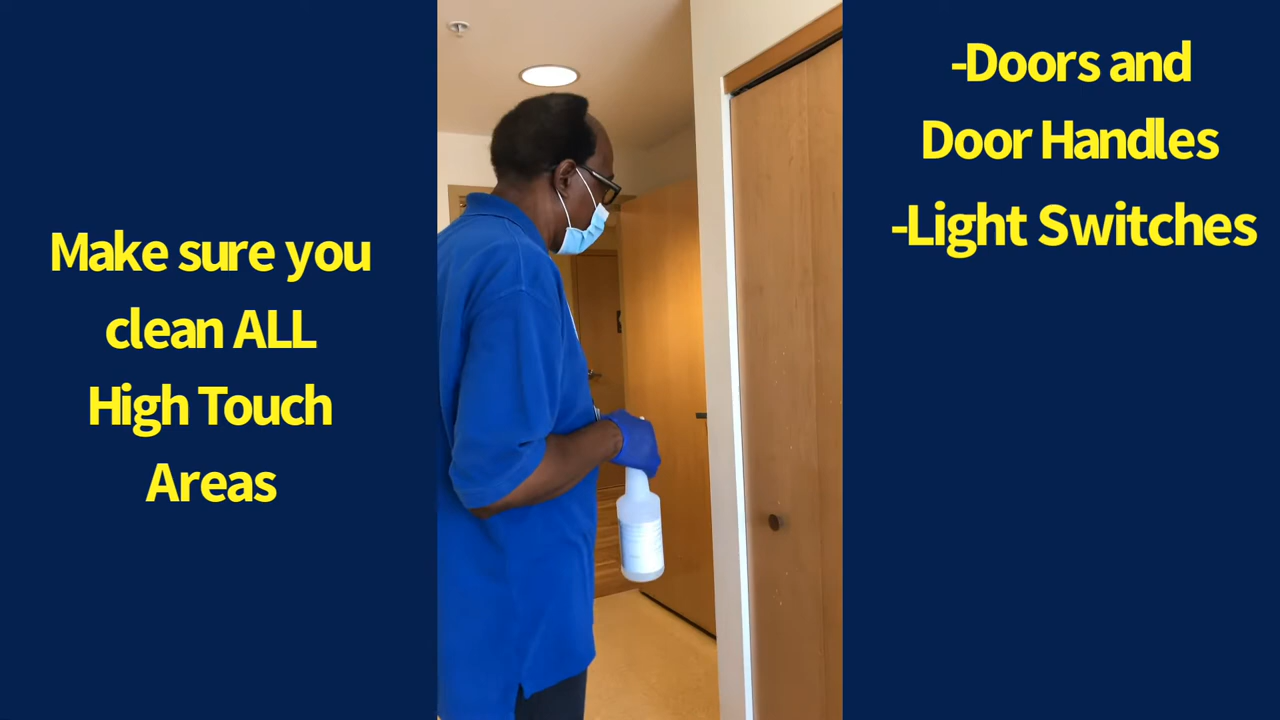 Make sure you
clean ALL
High Touch
Areas
-Doors and
Door Handles
-Light Switches